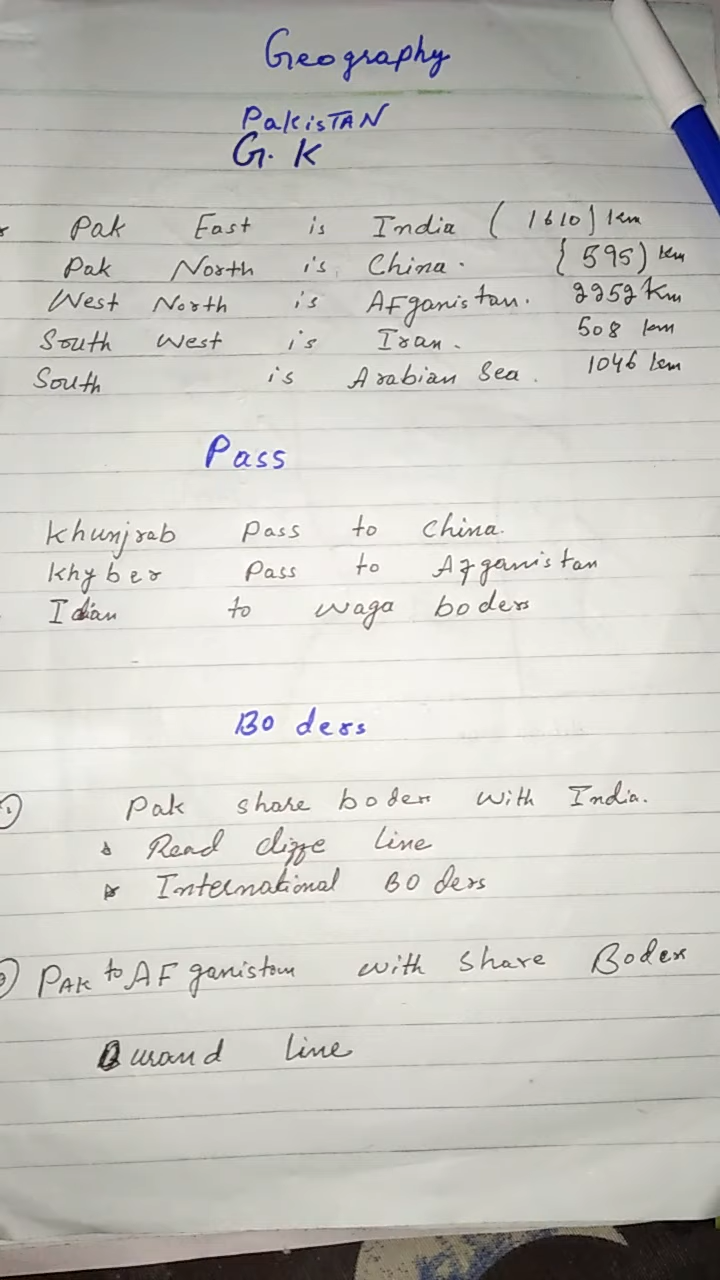 Geography
PakisTAN
G. K
Pak East is India ( 1610 ) km
Pak North is China. { 595) km
West North is AFganistan. 2252 Km
South West is Iran. 508 km
South is Arabian Sea. 1046 km
Pass
Khunjrab Pass to China.
Khyber Pass to Afganistan
Idian to waga boders
Bo ders
Pak share boder with India.
Read cliffe line
International Bo ders
PAK to AF ganistan with share Boder
Durand line